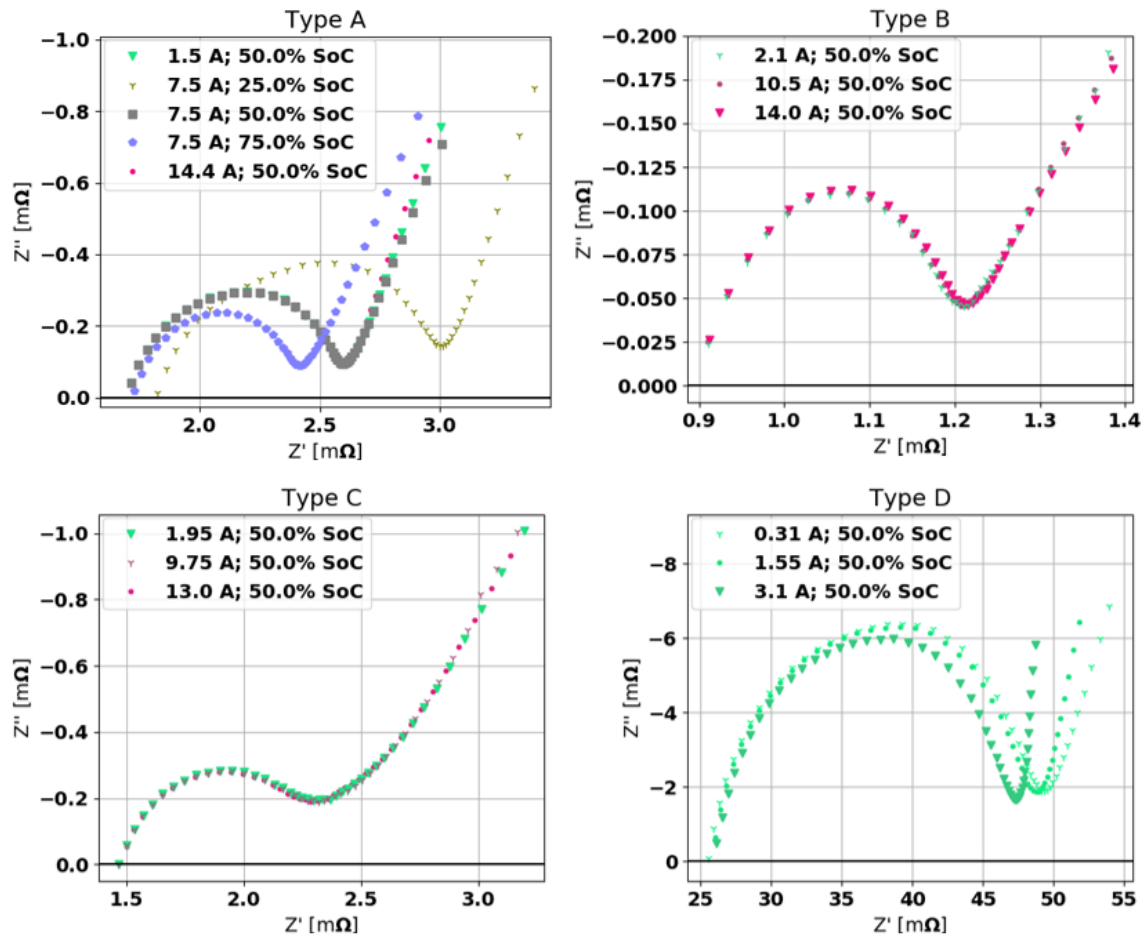 Type A
−1.0
−0.8
−0.6
−0.4
−0.2
0.0
Z'' [mΩ]
1.5 A; 50.0% SoC
7.5 A; 25.0% SoC
7.5 A; 50.0% SoC
7.5 A; 75.0% SoC
14.4 A; 50.0% SoC
2.0 2.5 3.0
Z' [mΩ]
Type B
−0.200
−0.175
−0.150
−0.125
−0.100
−0.075
−0.050
−0.025
0.000
Z'' [mΩ]
2.1 A; 50.0% SoC
10.5 A; 50.0% SoC
14.0 A; 50.0% SoC
0.9 1.0 1.1 1.2 1.3 1.4
Z' [mΩ]
Type C
−1.0
−0.8
−0.6
−0.4
−0.2
0.0
Z'' [mΩ]
1.95 A; 50.0% SoC
9.75 A; 50.0% SoC
13.0 A; 50.0% SoC
1.5 2.0 2.5 3.0
Z' [mΩ]
Type D
−8
−6
−4
−2
0
Z'' [mΩ]
0.31 A; 50.0% SoC
1.55 A; 50.0% SoC
3.1 A; 50.0% SoC
25 30 35 40 45 50 55
Z' [mΩ]